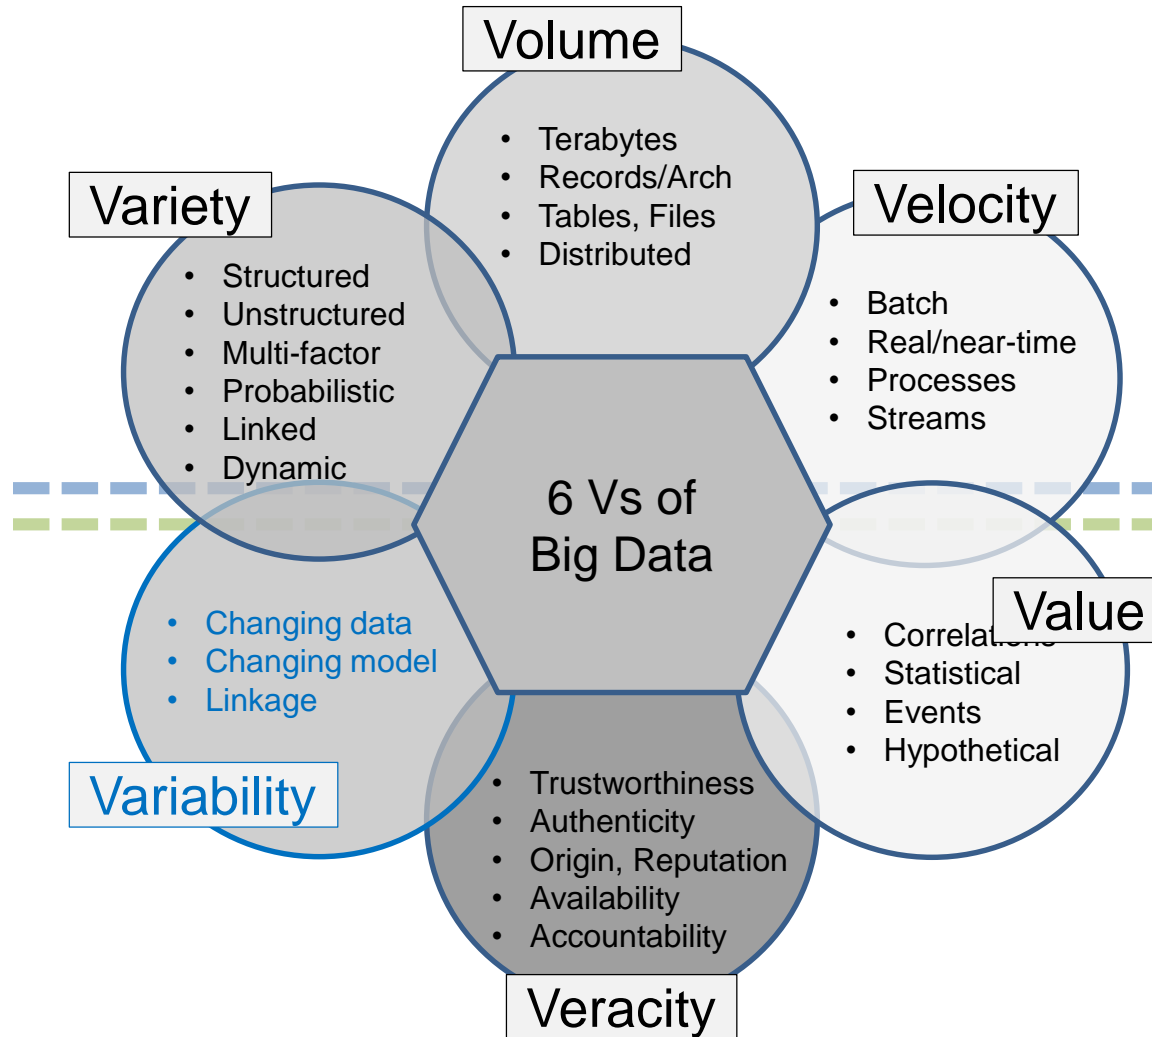 Volume
• Terabytes
• Records/Arch
• Tables, Files
• Distributed
Variety
• Structured
• Unstructured
• Multi-factor
• Probabilistic
• Linked
• Dynamic
Velocity
• Batch
• Real/near-time
• Processes
• Streams
6 Vs of
Big Data
• Changing data
• Changing model
• Linkage
Variability
Value
• Correlations
• Statistical
• Events
• Hypothetical
• Trustworthiness
• Authenticity
• Origin, Reputation
• Availability
• Accountability
Veracity